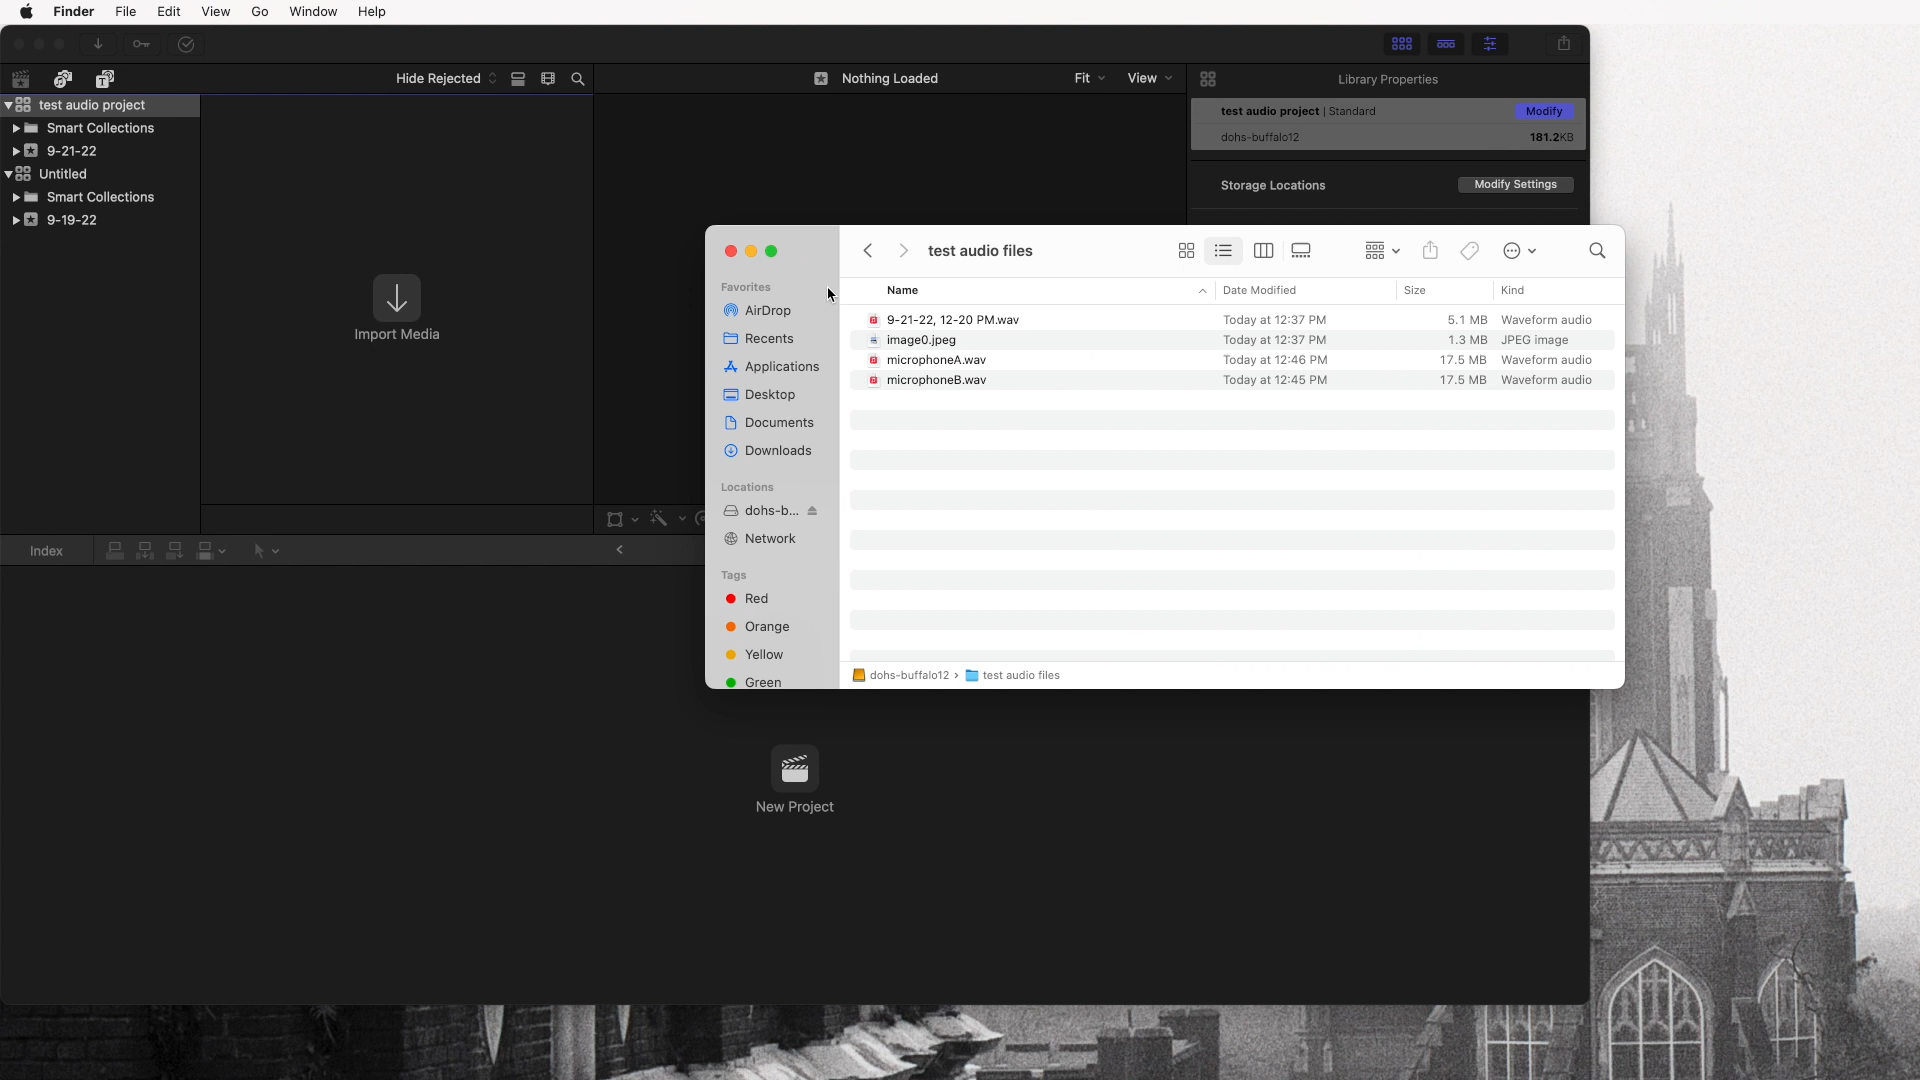 Finder File Edit View Go Window Help
Hide Rejected
Nothing Loaded
Fit
View
Library Properties
test audio project
Smart Collections
9-21-22
Untitled
Smart Collections
9-19-22
Import Media
test audio project | Standard
Modify
dohs-buffalo12
181.2KB
Storage Locations
Modify Settings
test audio files
Favorites
AirDrop
Recents
Applications
Desktop
Documents
Downloads
Locations
dohs-b...
Network
Tags
Red
Orange
Yellow
Green
Name Date Modified Size Kind
9-21-22, 12-20 PM.wav Today at 12:37 PM 5.1 MB Waveform audio
image0.jpeg Today at 12:37 PM 1.3 MB JPEG image
microphoneA.wav Today at 12:46 PM 17.5 MB Waveform audio
microphoneB.wav Today at 12:45 PM 17.5 MB Waveform audio
dohs-buffalo12 › test audio files
Index
New Project